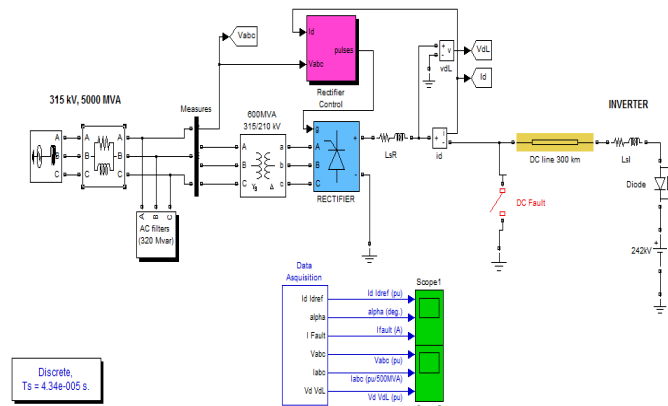 Vabc
Id
Vabc
pulses
Rectifier
Control
+
v
-
vdL
VdL
Id
315 kV, 5000 MVA
Measures
600MVA
315/210 kV
INVERTER
A
B
C
A
B
C
A
B
C
A
B
C
a
b
c
Yg
Δ
g
A
B
C
+
-
RECTIFIER
LsR
+
i
-
id
DC line 300 km
LsI
Diode
DC Fault
242kV
+
A
B
C
AC filters
(320 Mvar)
Data
Asquisition
Scope1
Id Idref
Id Idref (pu)
alpha
alpha (deg.)
I Fault
Ifault (A)
Vabc
Vabc (pu)
Iabc
Iabc (pu/500MVA)
Vd VdL
Vd VdL (pu)
Discrete,
Ts = 4.34e-005 s.